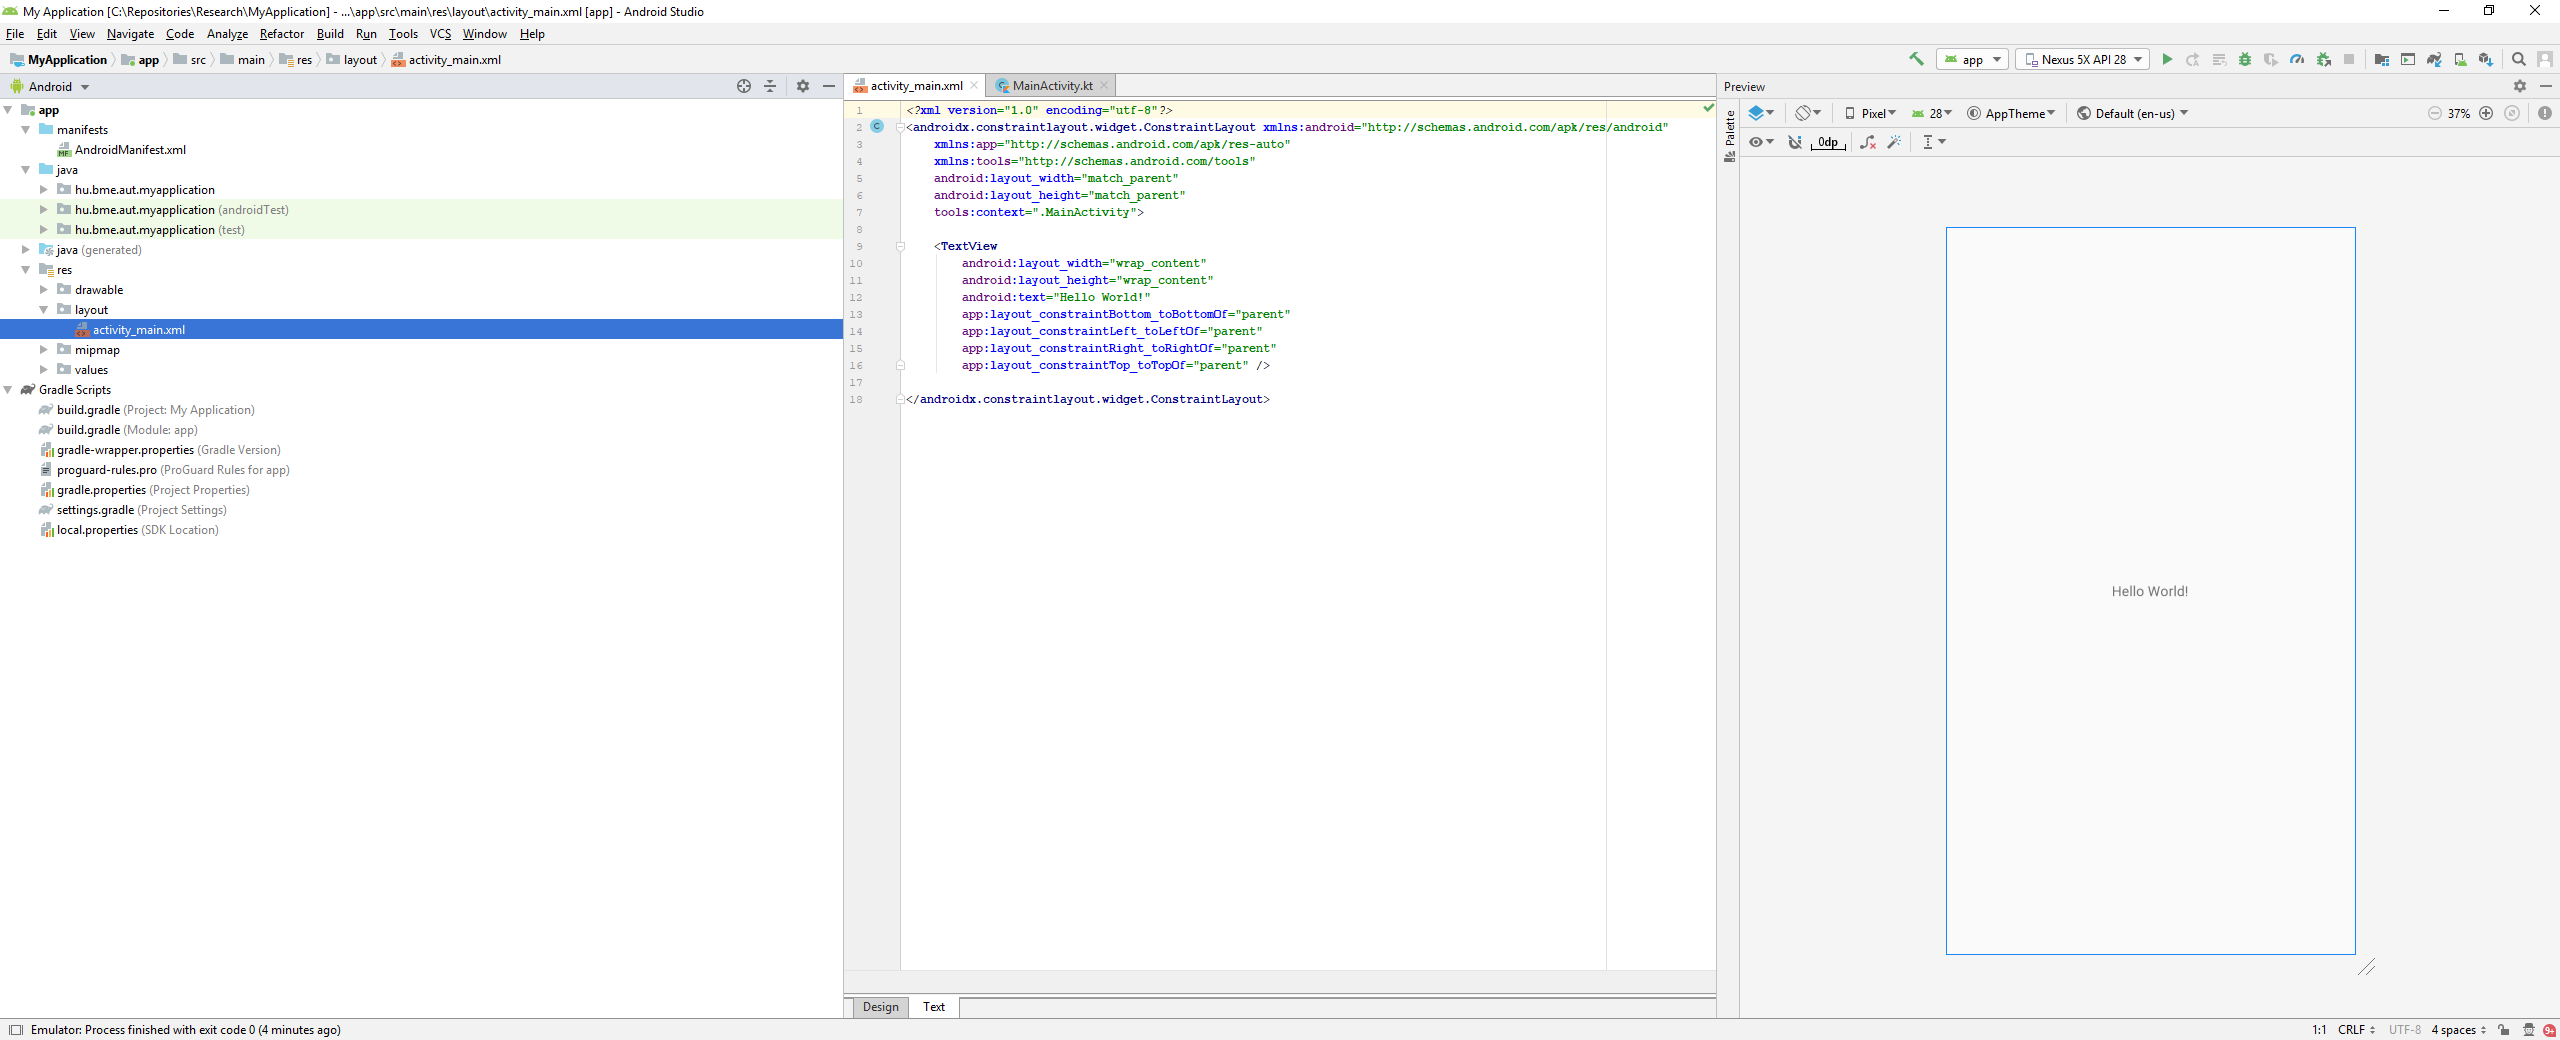 My Application [C:\Repositories\Research\MyApplication] - ...\app\src\main\res\layout\activity_main.xml [app] - Android Studio
File Edit View Navigate Code Analyze Refactor Build Run Tools VCS Window Help
MyApplication app src main res layout activity_main.xml
app Nexus 5X API 28
Android
app
manifests
AndroidManifest.xml
java
hu.bme.aut.myapplication
hu.bme.aut.myapplication (androidTest)
hu.bme.aut.myapplication (test)
java (generated)
res
drawable
layout
activity_main.xml
mipmap
values
Gradle Scripts
build.gradle (Project: My Application)
build.gradle (Module: app)
gradle-wrapper.properties (Gradle Version)
proguard-rules.pro (ProGuard Rules for app)
gradle.properties (Project Properties)
settings.gradle (Project Settings)
local.properties (SDK Location)
activity_main.xml MainActivity.kt
1 <?xml version="1.0" encoding="utf-8"?>
2 <androidx.constraintlayout.widget.ConstraintLayout xmlns:android="http://schemas.android.com/apk/res/android"
3 xmlns:app="http://schemas.android.com/apk/res-auto"
4 xmlns:tools="http://schemas.android.com/tools"
5 android:layout_width="match_parent"
6 android:layout_height="match_parent"
7 tools:context=".MainActivity">
8
9 <TextView
10 android:layout_width="wrap_content"
11 android:layout_height="wrap_content"
12 android:text="Hello World!"
13 app:layout_constraintBottom_toBottomOf="parent"
14 app:layout_constraintLeft_toLeftOf="parent"
15 app:layout_constraintRight_toRightOf="parent"
16 app:layout_constraintTop_toTopOf="parent" />
17
18 </androidx.constraintlayout.widget.ConstraintLayout>
Design Text
Preview
Palette
Pixel 28 AppTheme Default (en-us) 37%
0dp
Hello World!
Emulator: Process finished with exit code 0 (4 minutes ago)
1:1 CRLF UTF-8 4 spaces 9+